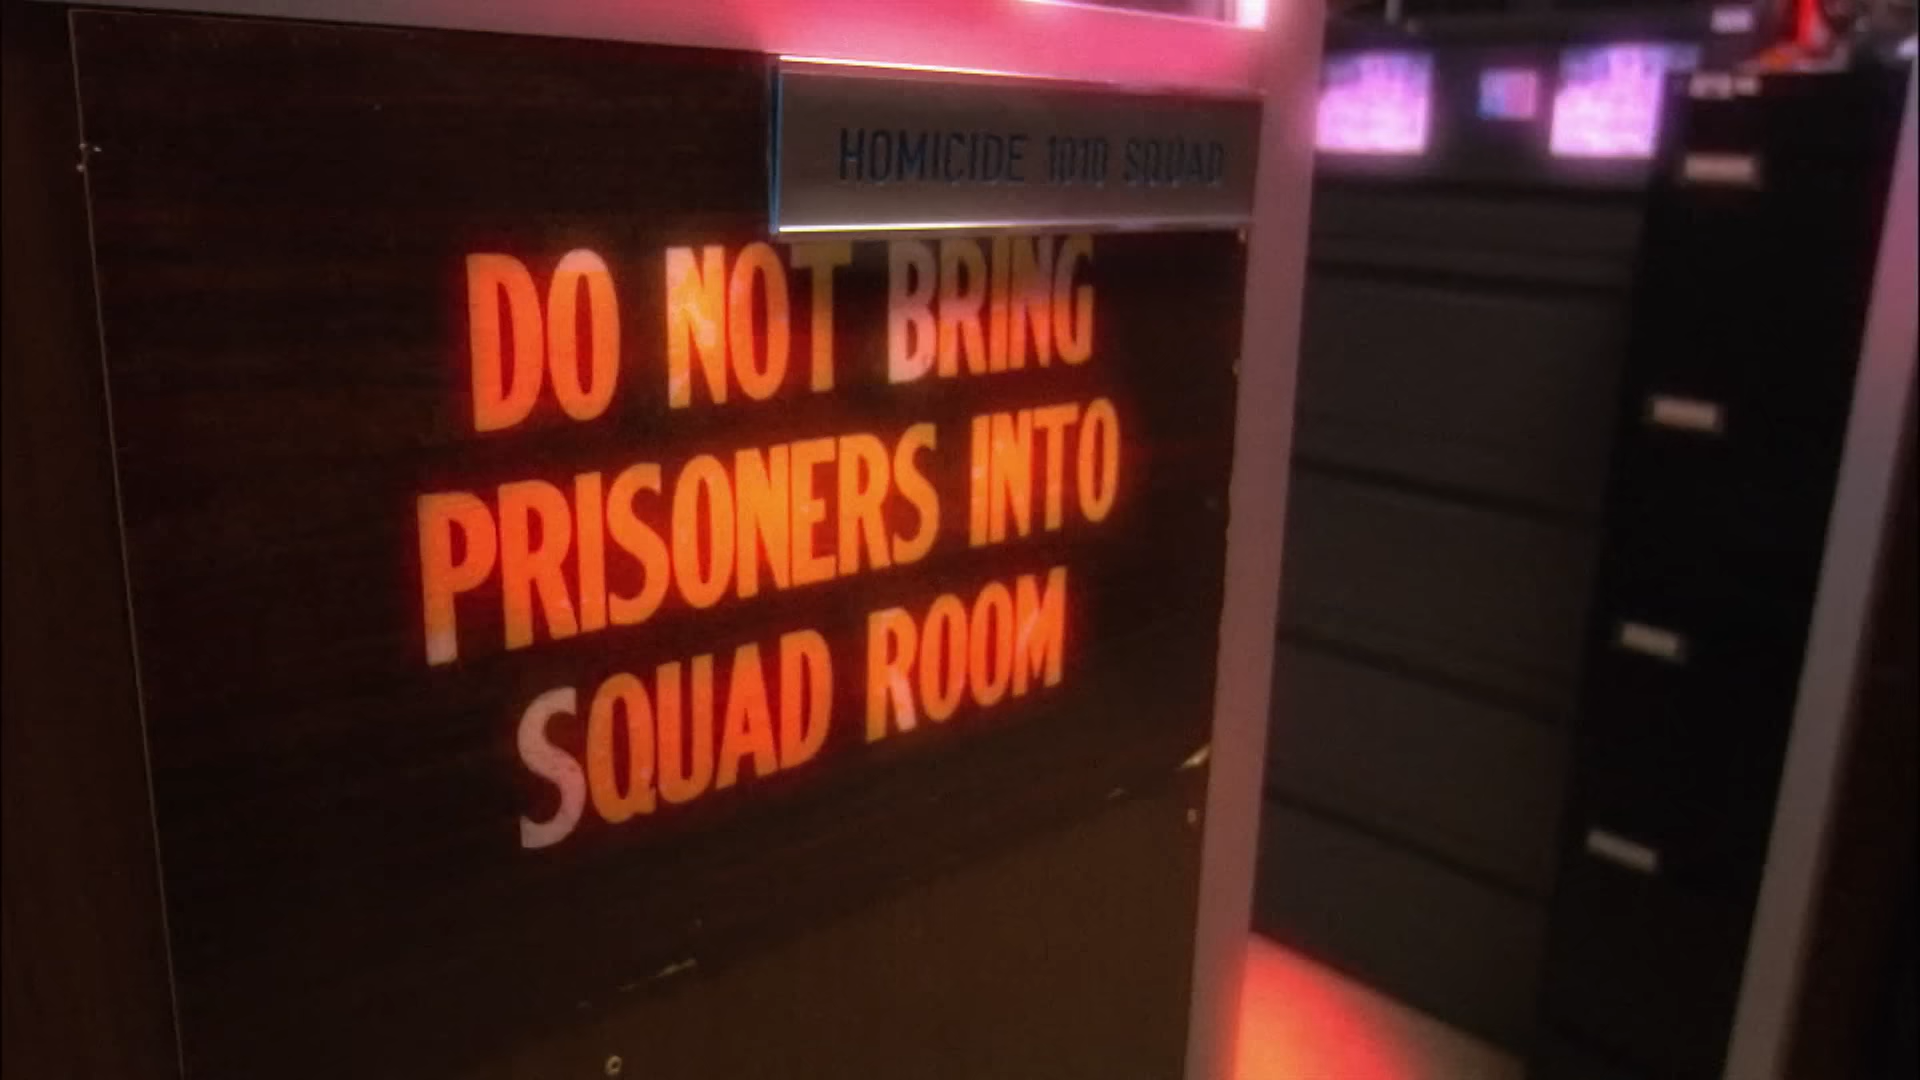 HOMICIDE 1010 SQUAD
DO NOT BRING
PRISONERS INTO
SQUAD ROOM